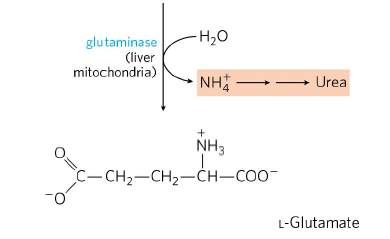 glutaminase
(liver
mitochondria)
H₂O
NH₄⁺ → → Urea
⁺NH₃
O
C—CH₂—CH₂—CH—COO⁻
⁻O
L-Glutamate